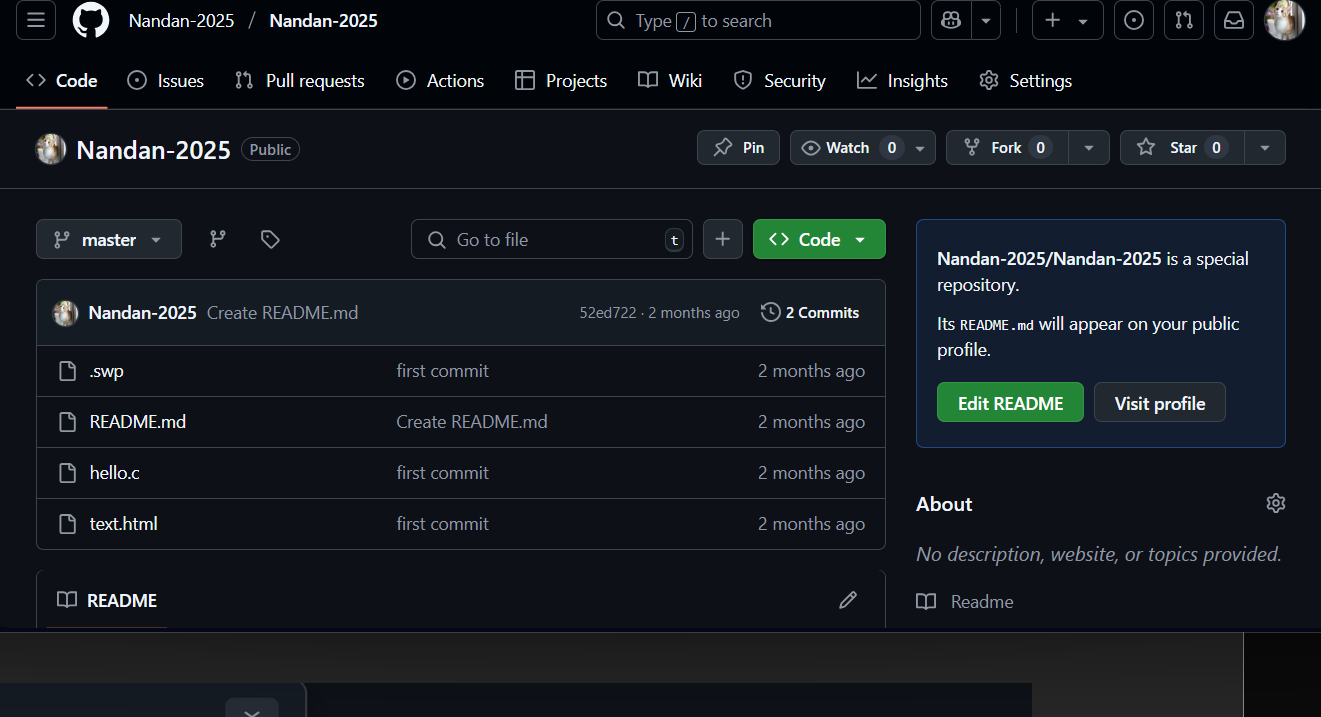 Nandan-2025 / Nandan-2025
Type / to search
Code Issues Pull requests Actions Projects Wiki Security Insights Settings
Nandan-2025 Public
Pin Watch 0 Fork 0 Star 0
master
Go to file t
Code
Nandan-2025 Create README.md 52ed722 · 2 months ago 2 Commits
.swp first commit 2 months ago
README.md Create README.md 2 months ago
hello.c first commit 2 months ago
text.html first commit 2 months ago
README
Nandan-2025/Nandan-2025 is a special
repository.
Its README.md will appear on your public
profile.
Edit README Visit profile
About
No description, website, or topics provided.
Readme